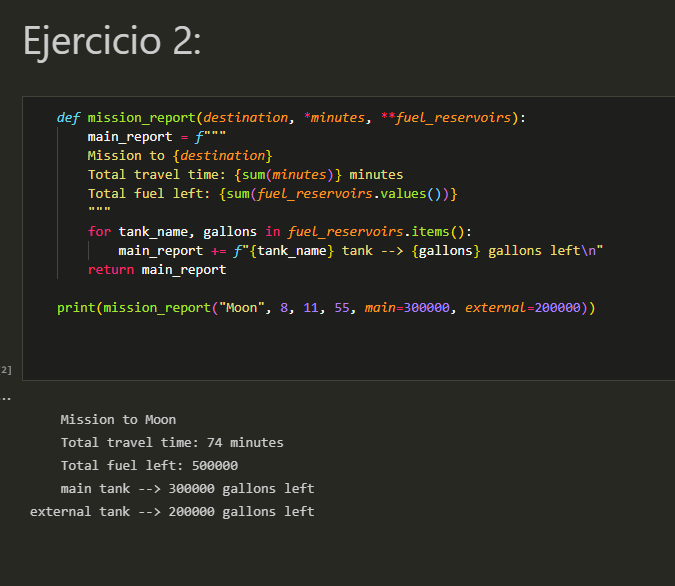 Ejercicio 2:
def mission_report(destination, *minutes, **fuel_reservoirs):
    main_report = f"""
    Mission to {destination}
    Total travel time: {sum(minutes)} minutes
    Total fuel left: {sum(fuel_reservoirs.values())}
    """
    for tank_name, gallons in fuel_reservoirs.items():
        main_report += f"{tank_name} tank --> {gallons} gallons left\n"
    return main_report
print(mission_report("Moon", 8, 11, 55, main=300000, external=200000))
2]
...
    Mission to Moon
    Total travel time: 74 minutes
    Total fuel left: 500000
    main tank --> 300000 gallons left
external tank --> 200000 gallons left